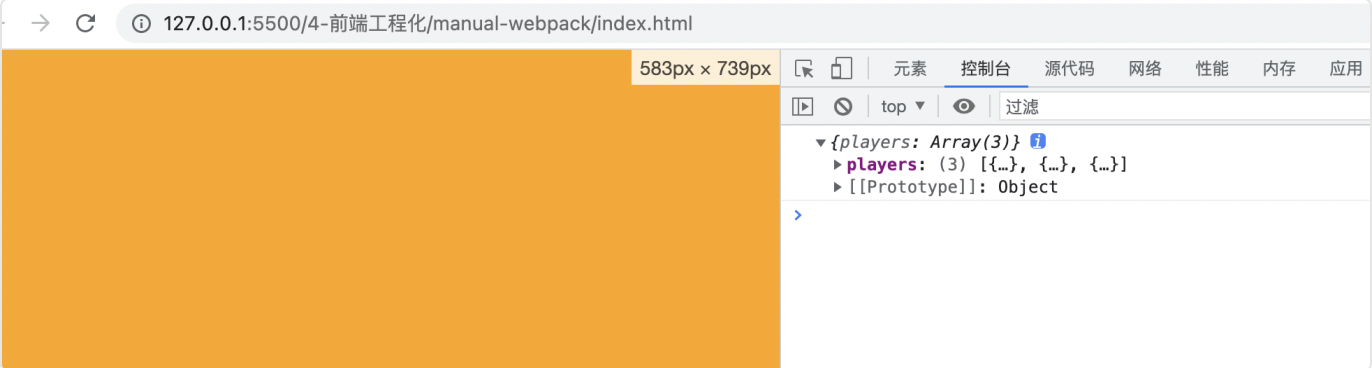 127.0.0.1:5500/4-前端工程化/manual-webpack/index.html
583px × 739px
元素 控制台 源代码 网络 性能 内存 应用
top ▼ 过滤
▼{players: Array(3)} i
▶players: (3) [{…}, {…}, {…}]
▶[[Prototype]]: Object
>